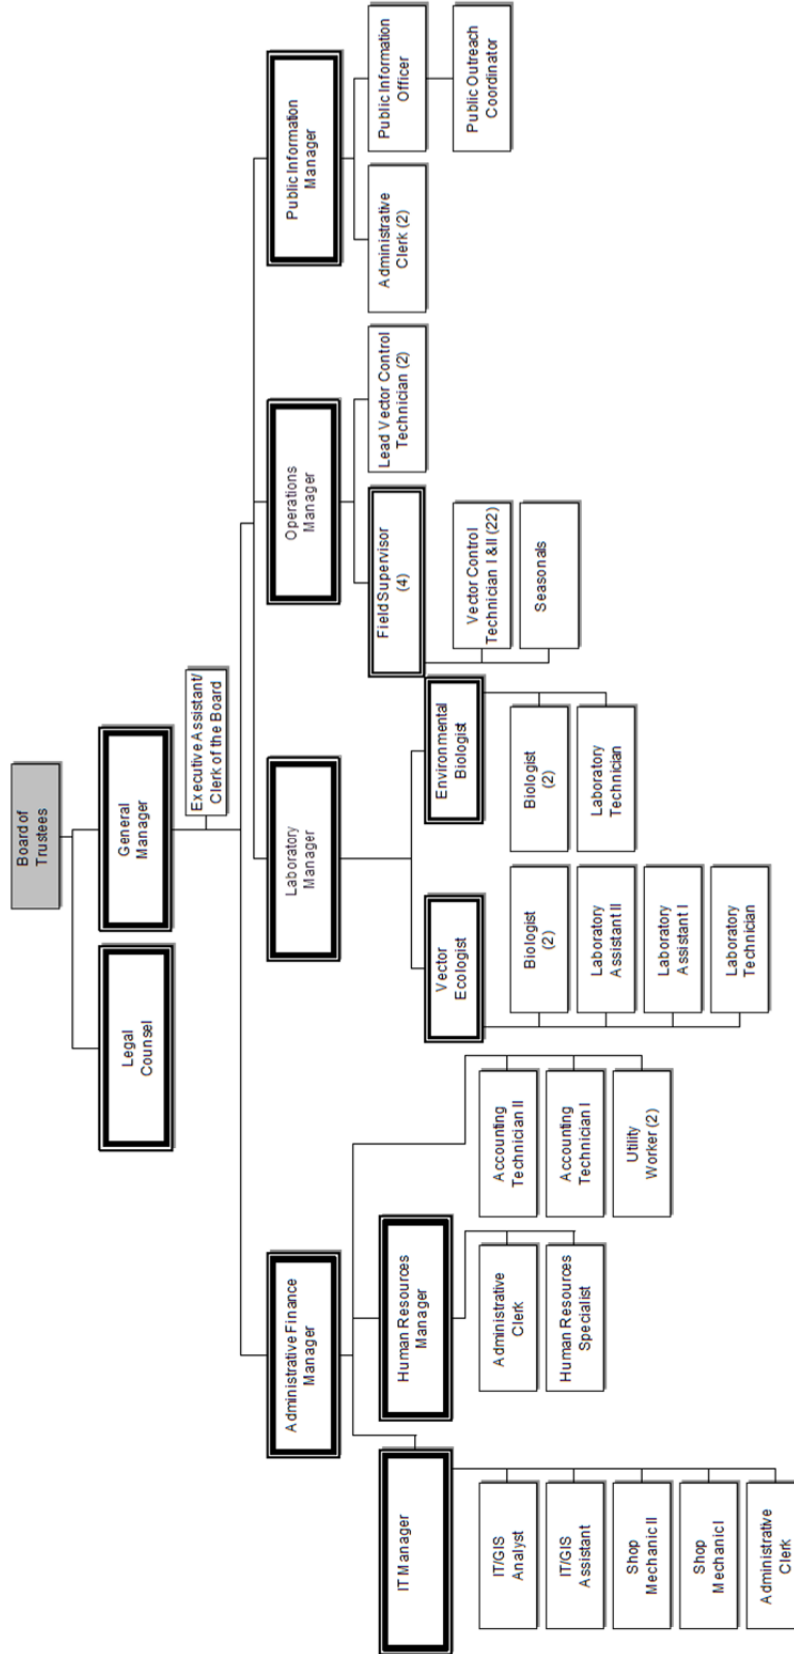 Board of
Trustees
Legal
Counsel
General
Manager
Executive Assistant/
Clerk of the Board
Administrative Finance
Manager
Laboratory
Manager
Operations
Manager
Public Information
Manager
IT Manager
Human Resources
Manager
Vector
Ecologist
Environmental
Biologist
Field Supervisor
(4)
Lead Vector Control
Technician (2)
Administrative
Clerk (2)
Public Information
Officer
IT/GIS
Analyst
IT/GIS
Assistant
Shop
Mechanic II
Shop
Mechanic I
Administrative
Clerk
Administrative
Clerk
Human Resources
Specialist
Accounting
Technician II
Accounting
Technician I
Utility
Worker (2)
Biologist
(2)
Laboratory
Assistant II
Laboratory
Assistant I
Laboratory
Technician
Biologist
(2)
Laboratory
Technician
Vector Control
Technician I & II (22)
Seasonals
Public Outreach
Coordinator